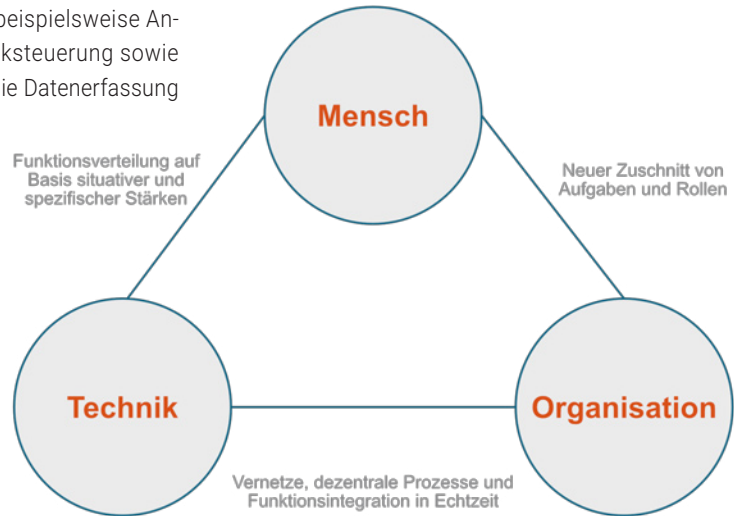 beispielsweise An-
ksteuerung sowie
ie Datenerfassung
Mensch
Funktionsverteilung auf
Basis situativer und
spezifischer Stärken
Neuer Zuschnitt von
Aufgaben und Rollen
Technik
Organisation
Vernetze, dezentrale Prozesse und
Funktionsintegration in Echtzeit